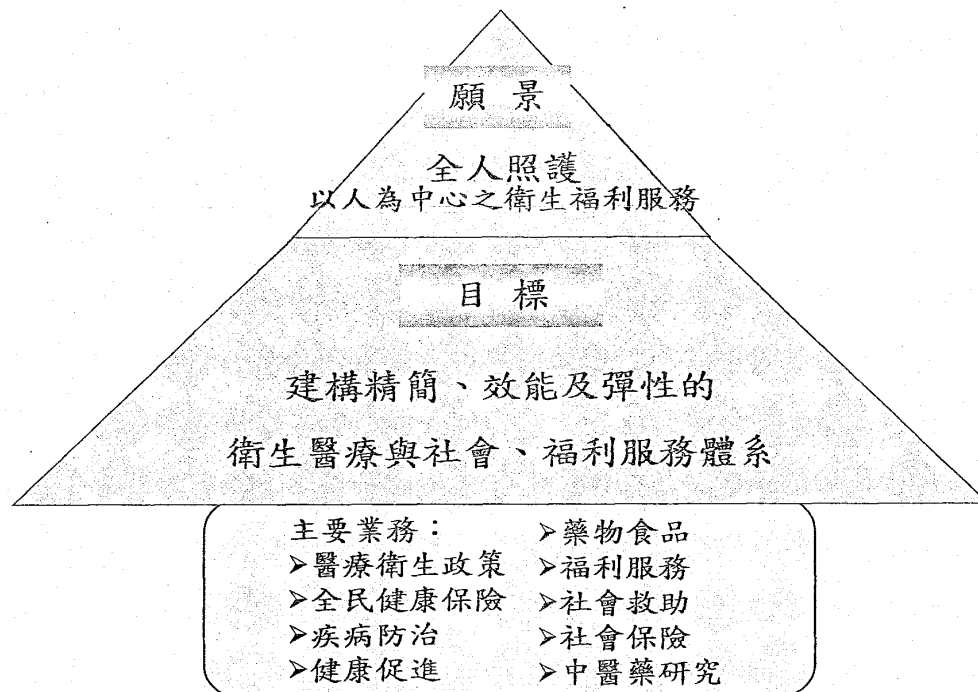 願景
全人照護
以人為中心之衛生福利服務
目標
建構精簡、效能及彈性的
衛生醫療與社會、福利服務體系
主要業務：
➢醫療衛生政策
➢全民健康保險
➢疾病防治
➢健康促進
➢藥物食品
➢福利服務
➢社會救助
➢社會保險
➢中醫藥研究